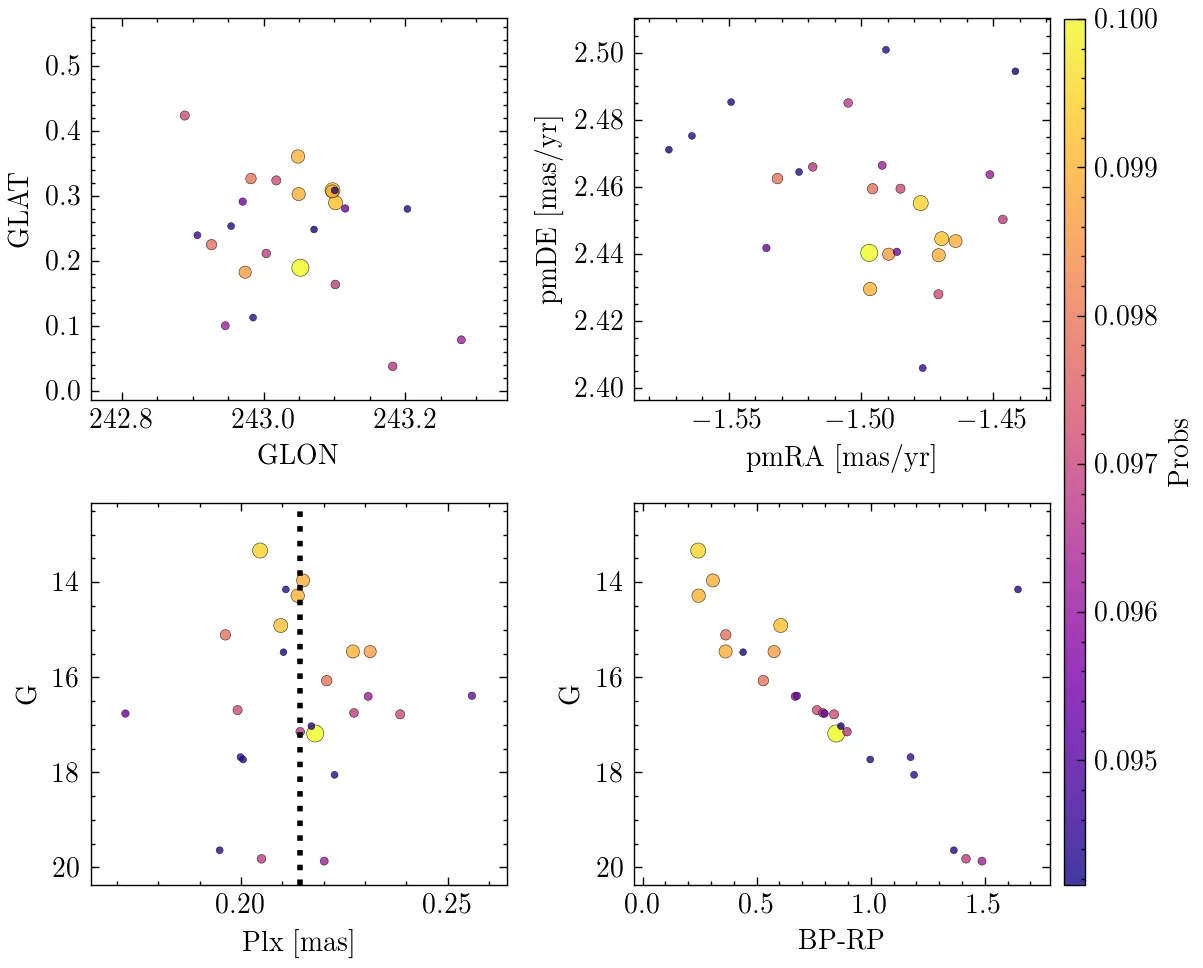 0.5
0.4
0.3
0.2
0.1
0.0
GLAT
242.8 243.0 243.2
GLON
2.50
2.48
2.46
2.44
2.42
2.40
pmDE [mas/yr]
−1.55 −1.50 −1.45
pmRA [mas/yr]
14
16
18
20
G
0.20 0.25
Plx [mas]
14
16
18
20
G
0.0 0.5 1.0 1.5
BP-RP
0.100
0.099
0.098
0.097
0.096
0.095
Probs